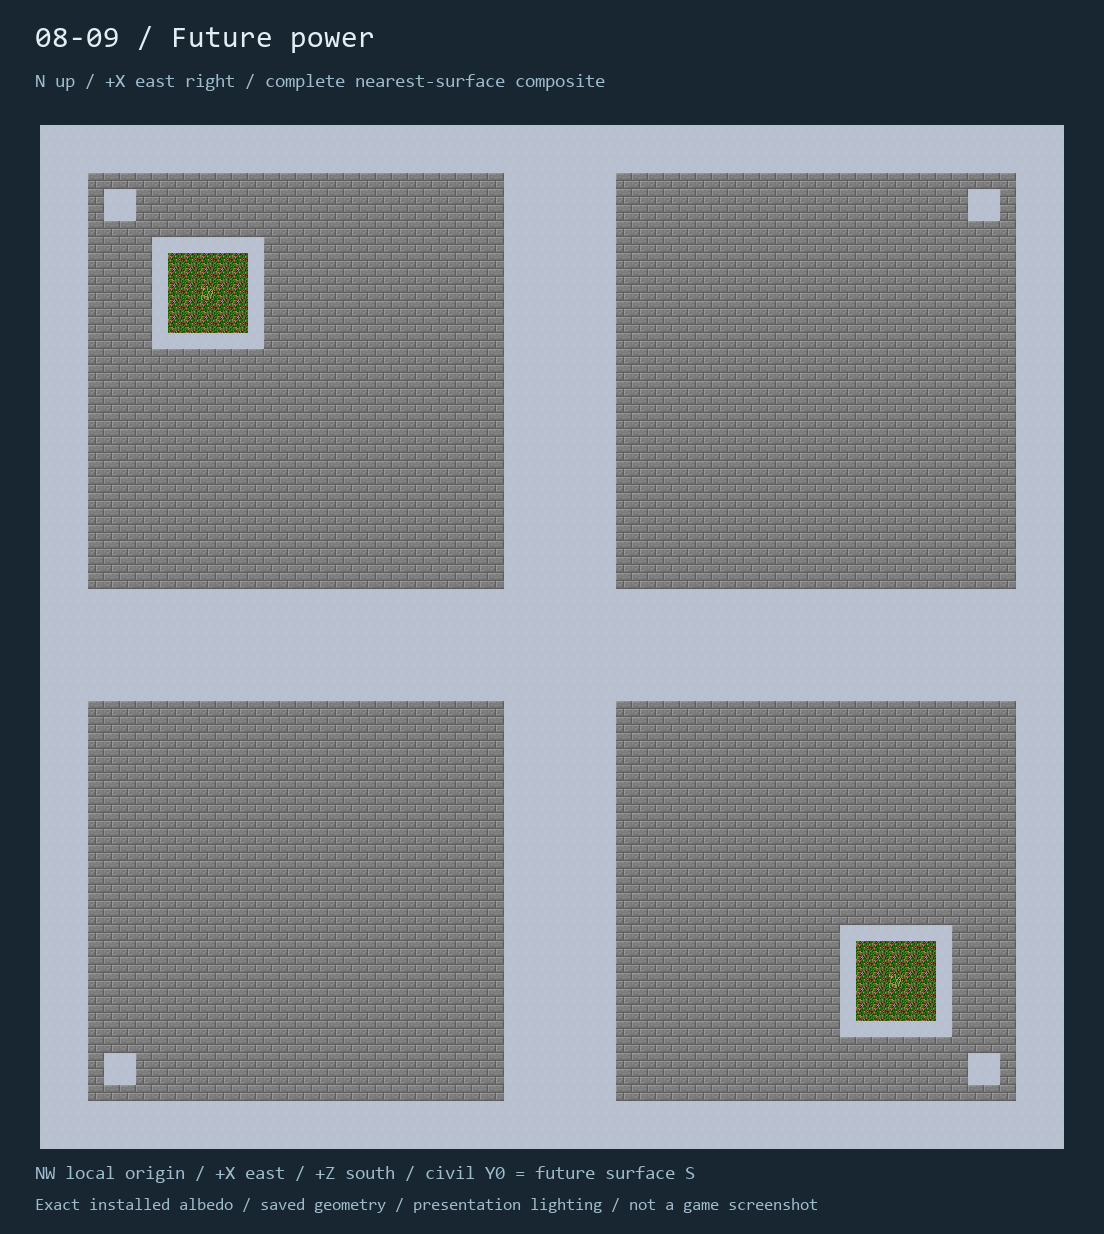 08-09 / Future power
N up / +X east right / complete nearest-surface composite
NW local origin / +X east / +Z south / civil Y0 = future surface S
Exact installed albedo / saved geometry / presentation lighting / not a game screenshot